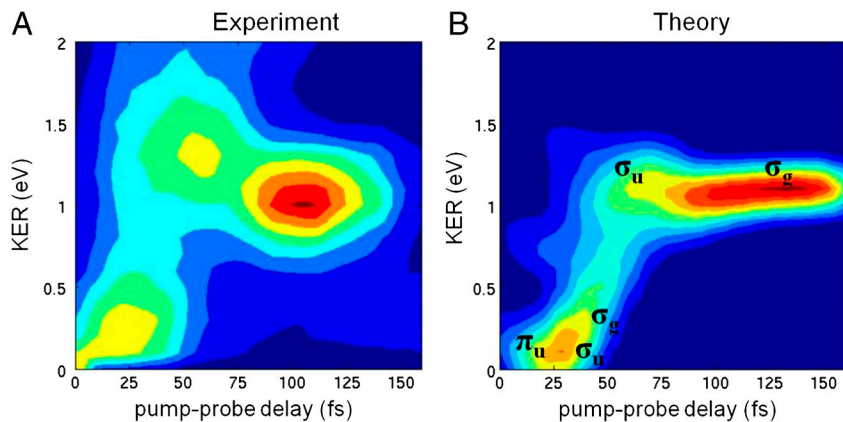 A Experiment
2
1.5
1
0.5
0
KER (eV)
0 25 50 75 100 125 150
pump-probe delay (fs)
B Theory
2
1.5
1
0.5
0
KER (eV)
σu σg
σg
πu σu
0 25 50 75 100 125 150
pump-probe delay (fs)